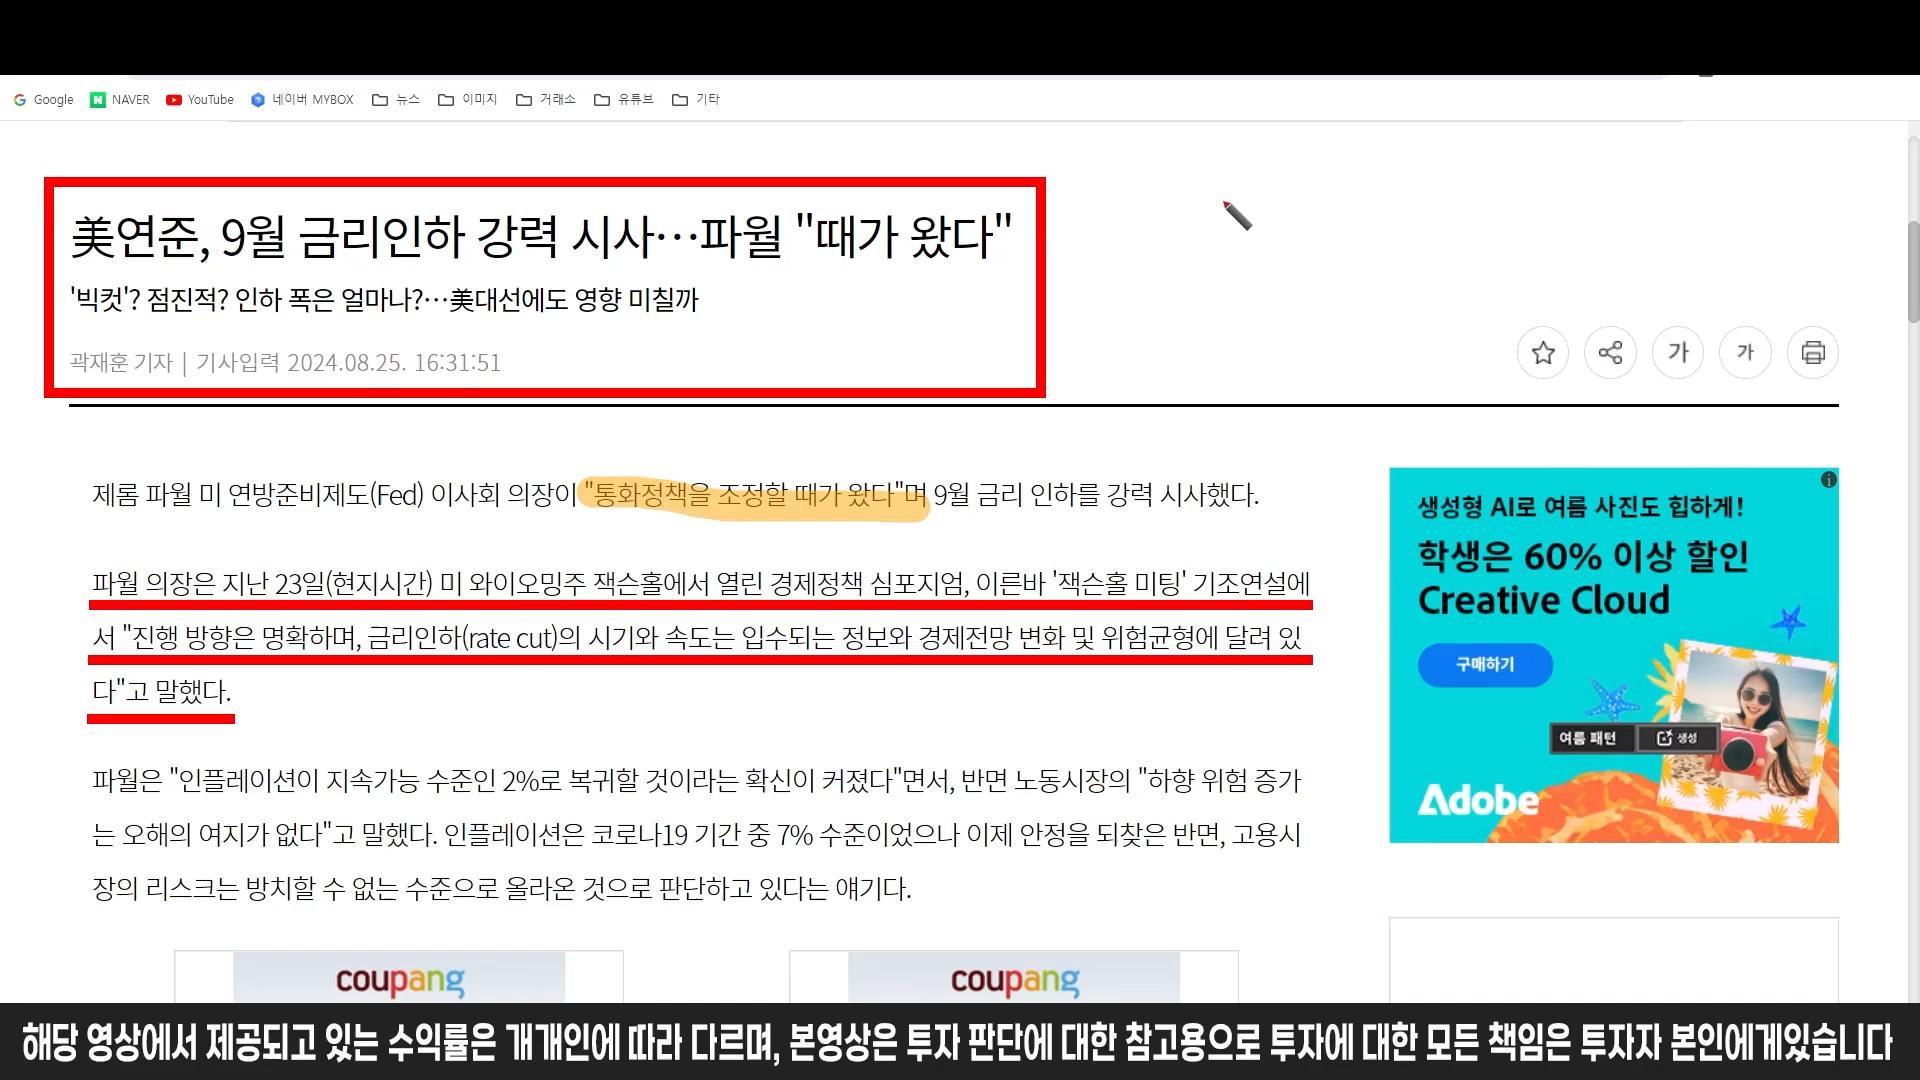 Google NAVER YouTube 네이버 MYBOX 뉴스 이미지 거래소 유튜브 기타
美연준, 9월 금리인하 강력 시사…파월 "때가 왔다"
'빅컷'? 점진적? 인하 폭은 얼마나?…美대선에도 영향 미칠까
곽재훈 기자 | 기사입력 2024.08.25. 16:31:51
가 가
제롬 파월 미 연방준비제도(Fed) 이사회 의장이 "통화정책을 조정할 때가 왔다"며 9월 금리 인하를 강력 시사했다.
파월 의장은 지난 23일(현지시간) 미 와이오밍주 잭슨홀에서 열린 경제정책 심포지엄, 이른바 '잭슨홀 미팅' 기조연설에
서 "진행 방향은 명확하며, 금리인하(rate cut)의 시기와 속도는 입수되는 정보와 경제전망 변화 및 위험균형에 달려 있
다"고 말했다.
파월은 "인플레이션이 지속가능 수준인 2%로 복귀할 것이라는 확신이 커졌다"면서, 반면 노동시장의 "하향 위험 증가
는 오해의 여지가 없다"고 말했다. 인플레이션은 코로나19 기간 중 7% 수준이었으나 이제 안정을 되찾은 반면, 고용시
장의 리스크는 방치할 수 없는 수준으로 올라온 것으로 판단하고 있다는 얘기다.
생성형 AI로 여름 사진도 힙하게!
학생은 60% 이상 할인
Creative Cloud
구매하기
여름 패턴 생성
Adobe
coupang coupang
해당 영상에서 제공되고 있는 수익률은 개개인에 따라 다르며, 본영상은 투자 판단에 대한 참고용으로 투자에 대한 모든 책임은 투자자 본인에게있습니다